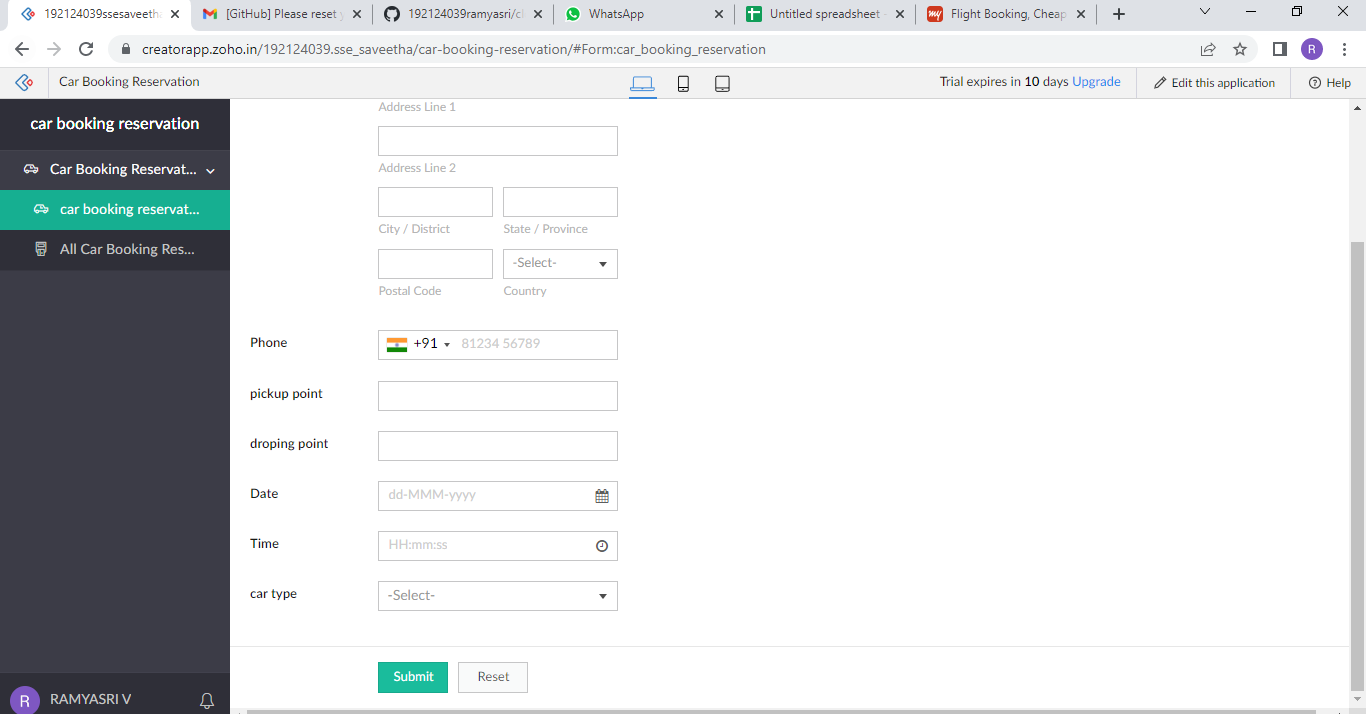 192124039ssesaveetha
[GitHub] Please reset y
192124039ramyasri/cl
WhatsApp
Untitled spreadsheet -
Flight Booking, Cheap
creatorapp.zoho.in/192124039.sse_saveetha/car-booking-reservation/#Form:car_booking_reservation
R
Car Booking Reservation
Trial expires in 10 days Upgrade
Edit this application
Help
car booking reservation
Car Booking Reservat...
car booking reservat...
All Car Booking Res...
Address Line 1
Address Line 2
City / District
State / Province
-Select-
Postal Code
Country
Phone
+91
81234 56789
pickup point
droping point
Date
dd-MMM-yyyy
Time
HH:mm:ss
car type
-Select-
Submit
Reset
R
RAMYASRI V